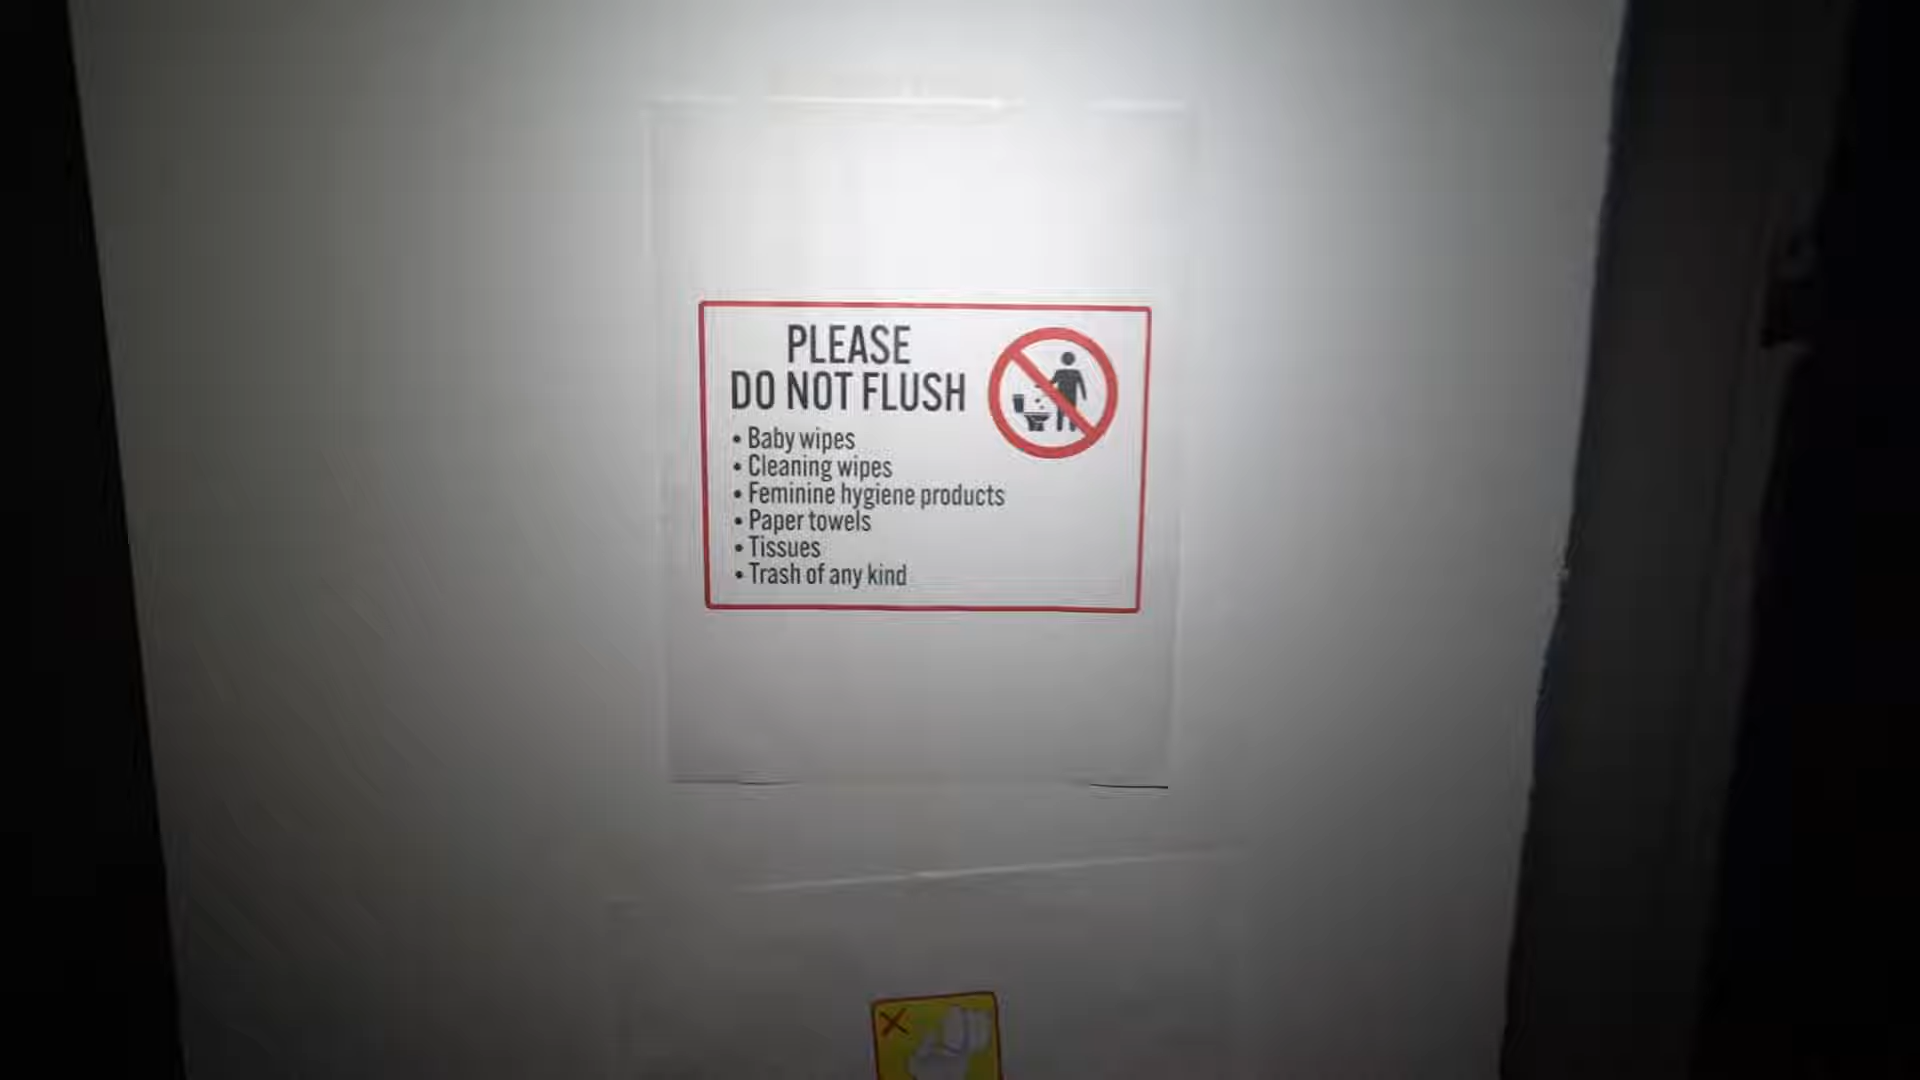 PLEASE
DO NOT FLUSH
• Baby wipes
• Cleaning wipes
• Feminine hygiene products
• Paper towels
• Tissues
• Trash of any kind